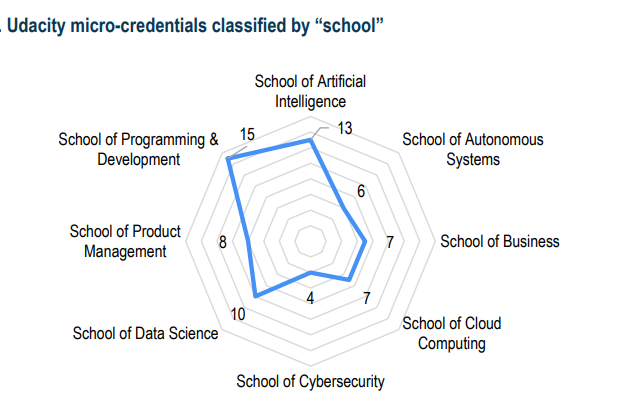 . Udacity micro-credentials classified by “school”
School of Artificial
Intelligence
13
15
School of Programming &
Development
School of Autonomous
Systems
6
School of Product
Management
8
7
School of Business
10
4
7
School of Data Science
School of Cloud
Computing
School of Cybersecurity